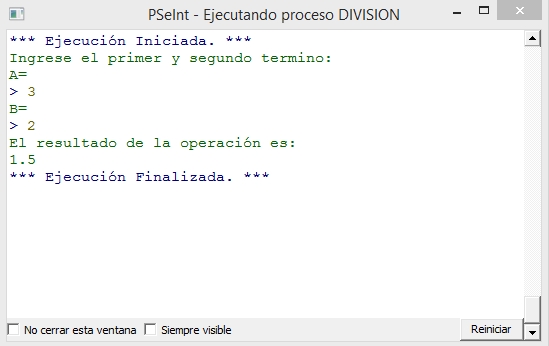 PSeInt - Ejecutando proceso DIVISION
*** Ejecución Iniciada. ***
Ingrese el primer y segundo termino:
A=
> 3
B=
> 2
El resultado de la operación es:
1.5
*** Ejecución Finalizada. ***
No cerrar esta ventana Siempre visible Reiniciar